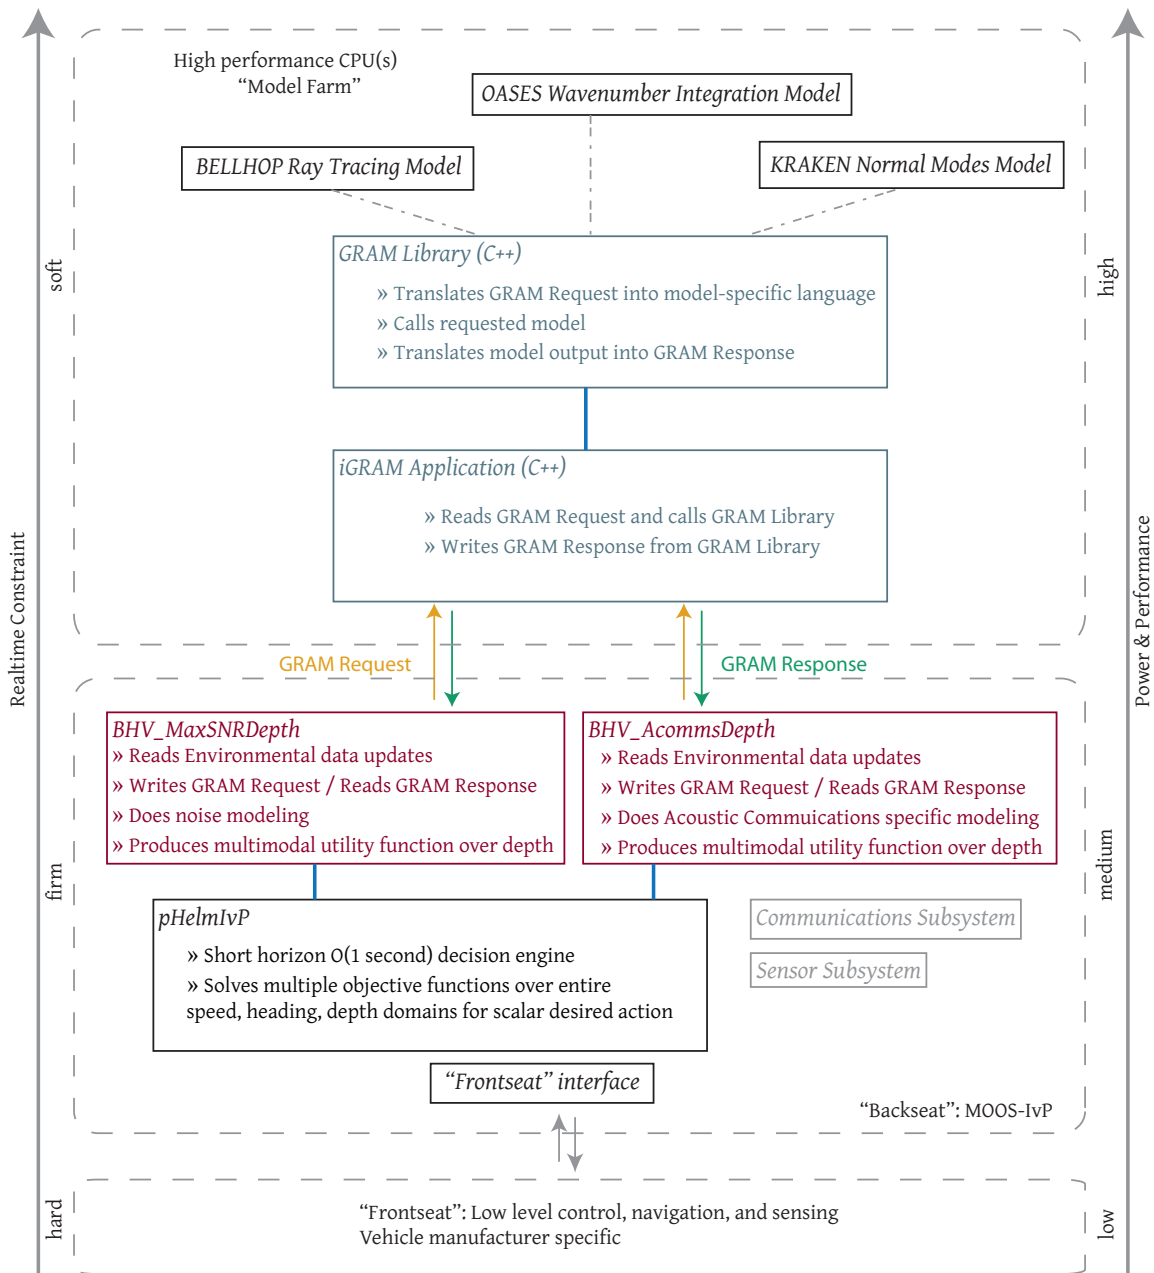 High performance CPU(s)
“Model Farm”
OASES Wavenumber Integration Model
BELLHOP Ray Tracing Model
KRAKEN Normal Modes Model
GRAM Library (C++)
» Translates GRAM Request into model-specific language
» Calls requested model
» Translates model output into GRAM Response
soft
high
iGRAM Application (C++)
» Reads GRAM Request and calls GRAM Library
» Writes GRAM Response from GRAM Library
Realtime Constraint
Power & Performance
GRAM Request
GRAM Response
BHV_MaxSNRDepth
» Reads Environmental data updates
» Writes GRAM Request / Reads GRAM Response
» Does noise modeling
» Produces multimodal utility function over depth
BHV_AcommsDepth
» Reads Environmental data updates
» Writes GRAM Request / Reads GRAM Response
» Does Acoustic Commuications specific modeling
» Produces multimodal utility function over depth
firm
medium
pHelmIvP
» Short horizon O(1 second) decision engine
» Solves multiple objective functions over entire
speed, heading, depth domains for scalar desired action
Communications Subsystem
Sensor Subsystem
“Frontseat” interface
“Backseat”: MOOS-IvP
hard
low
“Frontseat”: Low level control, navigation, and sensing
Vehicle manufacturer specific